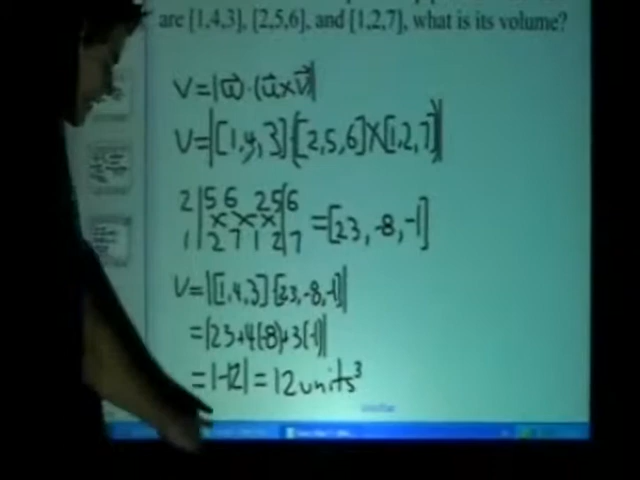 are [1,4,3], [2,5,6], and [1,2,7], what is its volume?
V=|w⃗·(u⃗×v⃗)|
V=|[1,4,3]·([2,5,6]×[1,2,7])|
2|5 6 2 5|6
x x x =[23,-8,-1]
1|2 7 1 2|7
V=|[1,4,3]·[23,-8,-1]|
=|23+4(-8)+3(-1)|
=|-12|=12units³